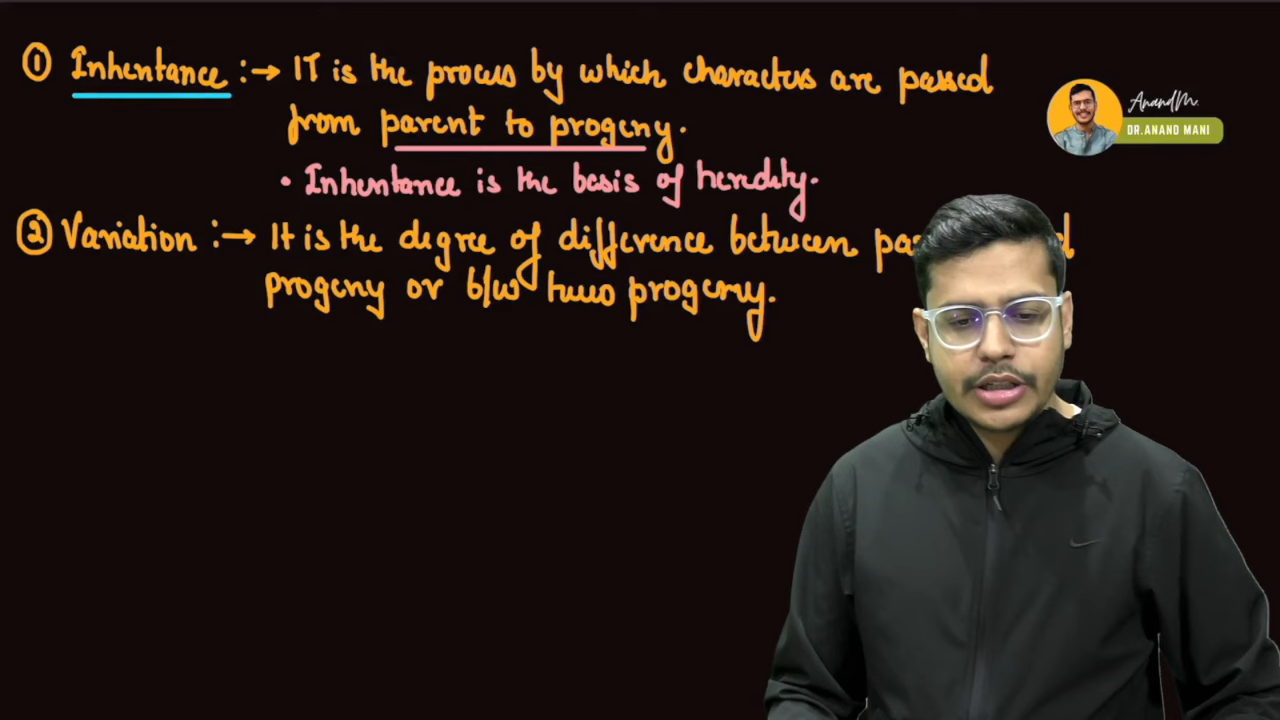 ① Inheritance :→ IT is the process by which characters are passed
from parent to progeny.
• Inheritance is the basis of heredity.
② Variation :→ It is the degree of difference between
progeny or b/w two progeny.
AnandM.
DR.ANAND MANI